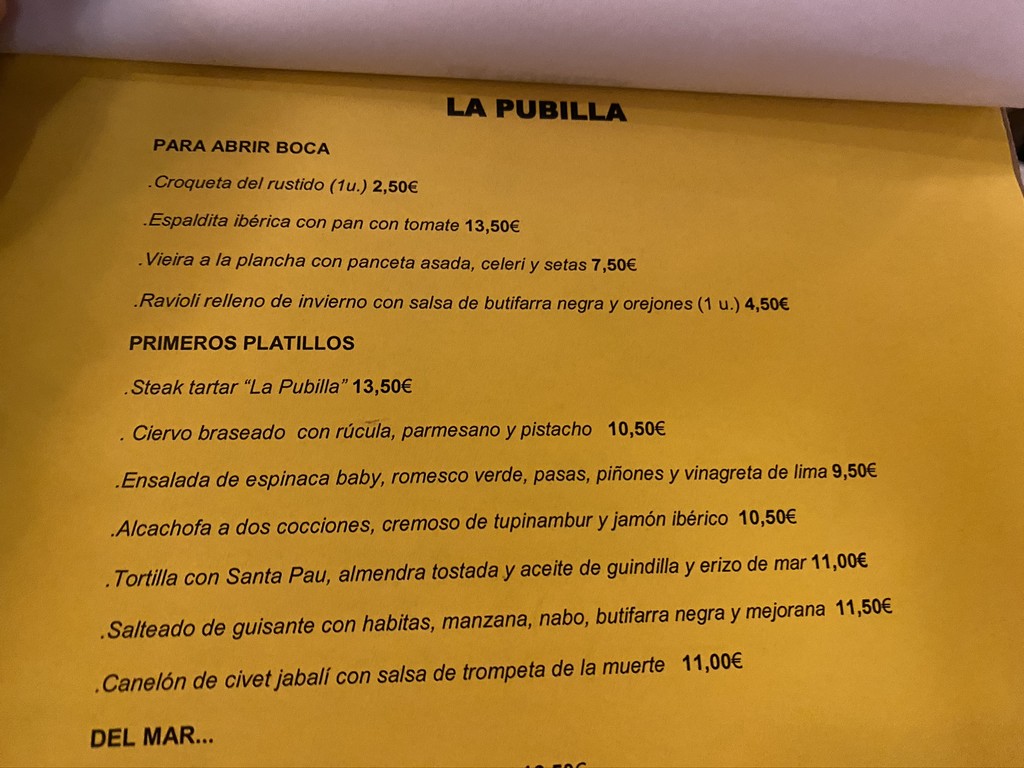 LA PUBILLA
PARA ABRIR BOCA
.Croqueta del rustido (1u.) 2,50€
.Espaldita ibérica con pan con tomate 13,50€
.Vieira a la plancha con panceta asada, celeri y setas 7,50€
.Ravioli relleno de invierno con salsa de butifarra negra y orejones (1 u.) 4,50€
PRIMEROS PLATILLOS
.Steak tartar “La Pubilla” 13,50€
. Ciervo braseado con rúcula, parmesano y pistacho 10,50€
.Ensalada de espinaca baby, romesco verde, pasas, piñones y vinagreta de lima 9,50€
.Alcachofa a dos cocciones, cremoso de tupinambur y jamón ibérico 10,50€
.Tortilla con Santa Pau, almendra tostada y aceite de guindilla y erizo de mar 11,00€
.Salteado de guisante con habitas, manzana, nabo, butifarra negra y mejorana 11,50€
.Canelón de civet jabalí con salsa de trompeta de la muerte 11,00€
DEL MAR...